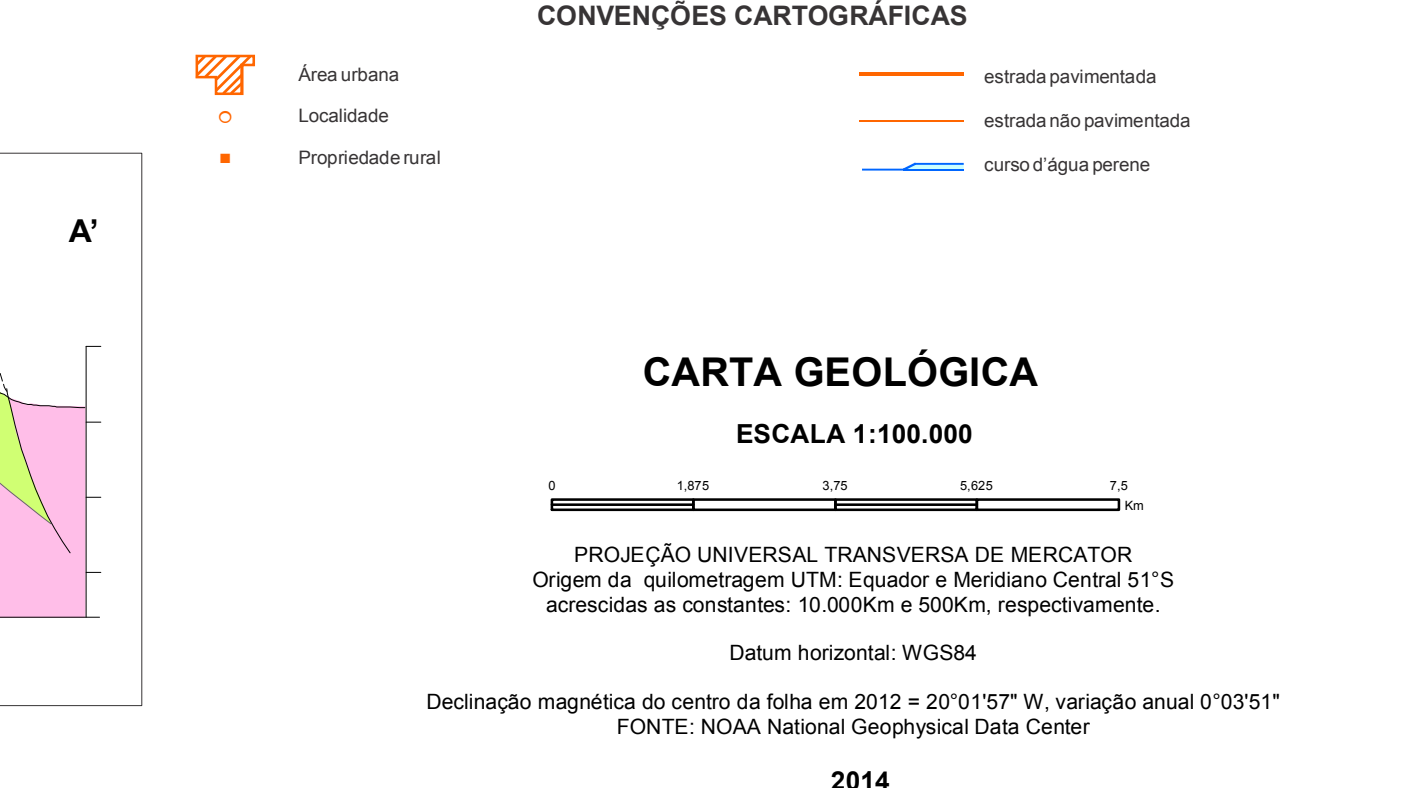 CONVENÇÕES CARTOGRÁFICAS
Área urbana
Localidade
Propriedade rural
estrada pavimentada
estrada não pavimentada
curso d'água perene
A’
CARTA GEOLÓGICA
ESCALA 1:100.000
0 1,875 3,75 5,625 7,5
Km
PROJEÇÃO UNIVERSAL TRANSVERSA DE MERCATOR
Origem da quilometragem UTM: Equador e Meridiano Central 51°S
acrescidas as constantes: 10.000Km e 500Km, respectivamente.
Datum horizontal: WGS84
Declinação magnética do centro da folha em 2012 = 20°01'57" W, variação anual 0°03'51"
FONTE: NOAA National Geophysical Data Center
2014